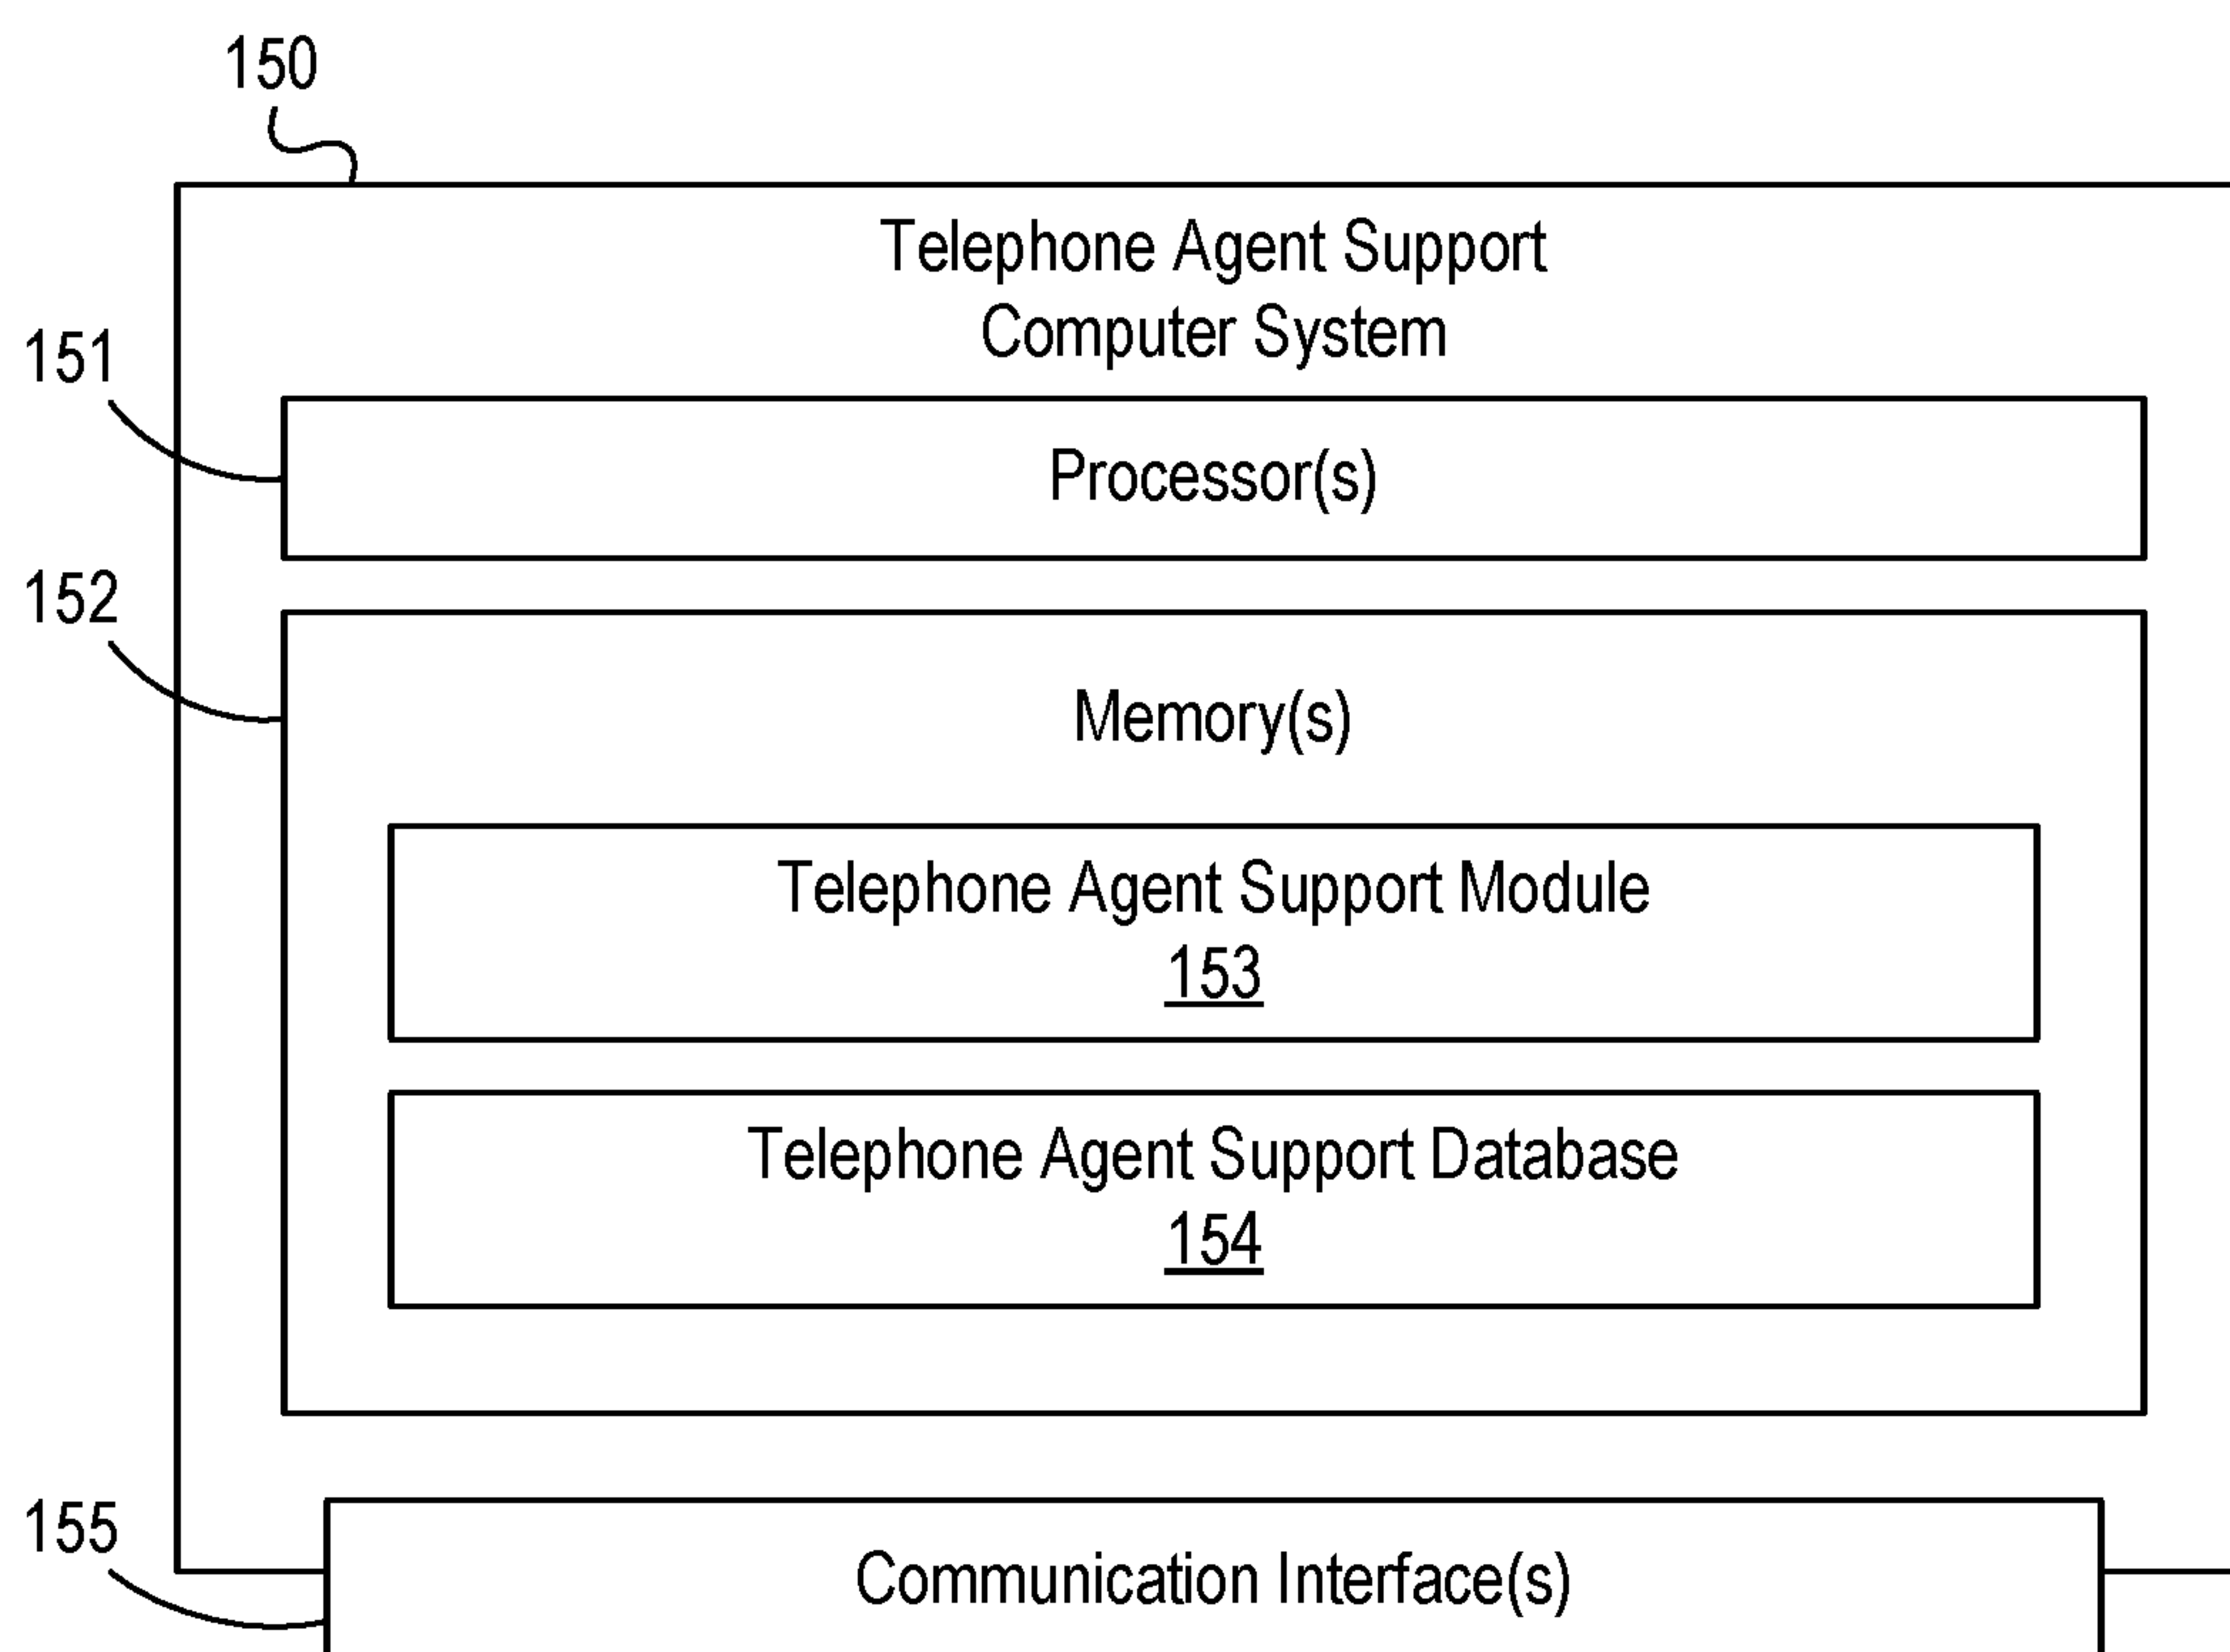 150
Telephone Agent Support
Computer System
151
Processor(s)
152
Memory(s)
Telephone Agent Support Module
153
Telephone Agent Support Database
154
155
Communication Interface(s)